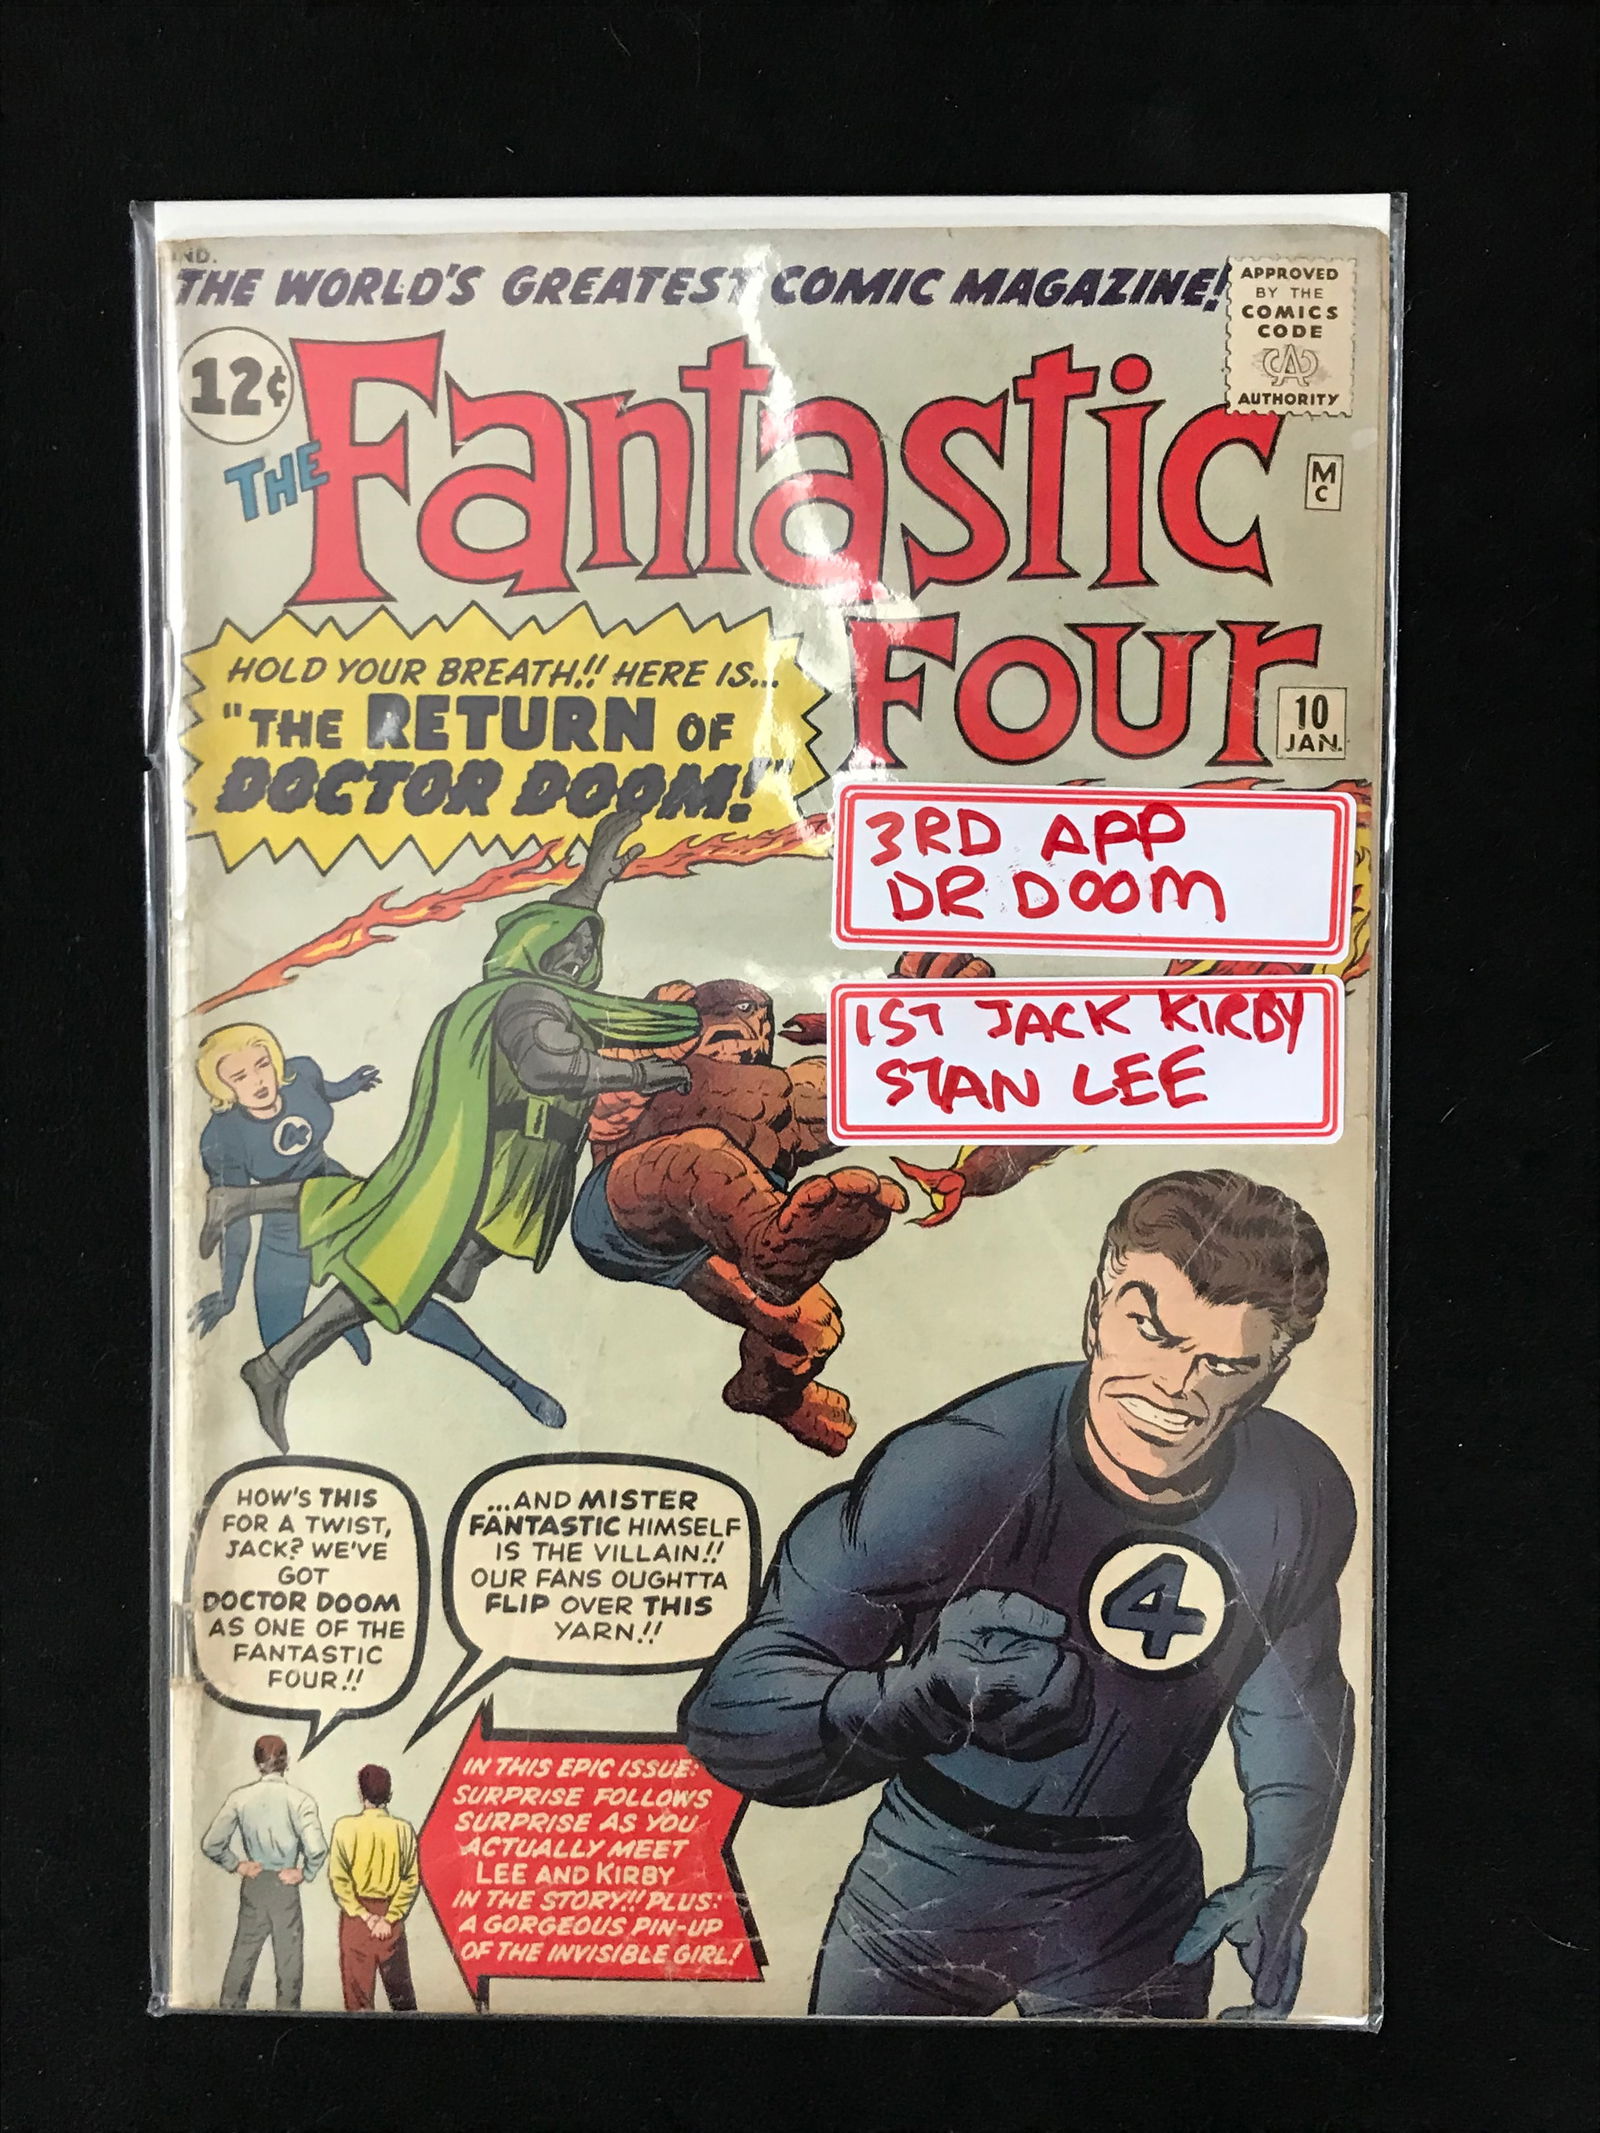 IND.
THE WORLD'S GREATEST COMIC MAGAZINE!
APPROVED
BY THE
COMICS
CODE
CA
AUTHORITY
12¢
THE Fantastic
Four
M
C
10
JAN.
HOLD YOUR BREATH!! HERE IS...
"THE RETURN OF
DOCTOR DOOM!"
3RD APP
DR DOOM
1ST JACK KIRBY
STAN LEE
4
HOW'S THIS
FOR A TWIST,
JACK? WE'VE
GOT
DOCTOR DOOM
AS ONE OF THE
FANTASTIC
FOUR!!
...AND MISTER
FANTASTIC HIMSELF
IS THE VILLAIN!!
OUR FANS OUGHTTA
FLIP OVER THIS
YARN!!
4
IN THIS EPIC ISSUE:
SURPRISE FOLLOWS
SURPRISE AS YOU
ACTUALLY MEET
LEE AND KIRBY
IN THE STORY!! PLUS:
A GORGEOUS PIN-UP
OF THE INVISIBLE GIRL!